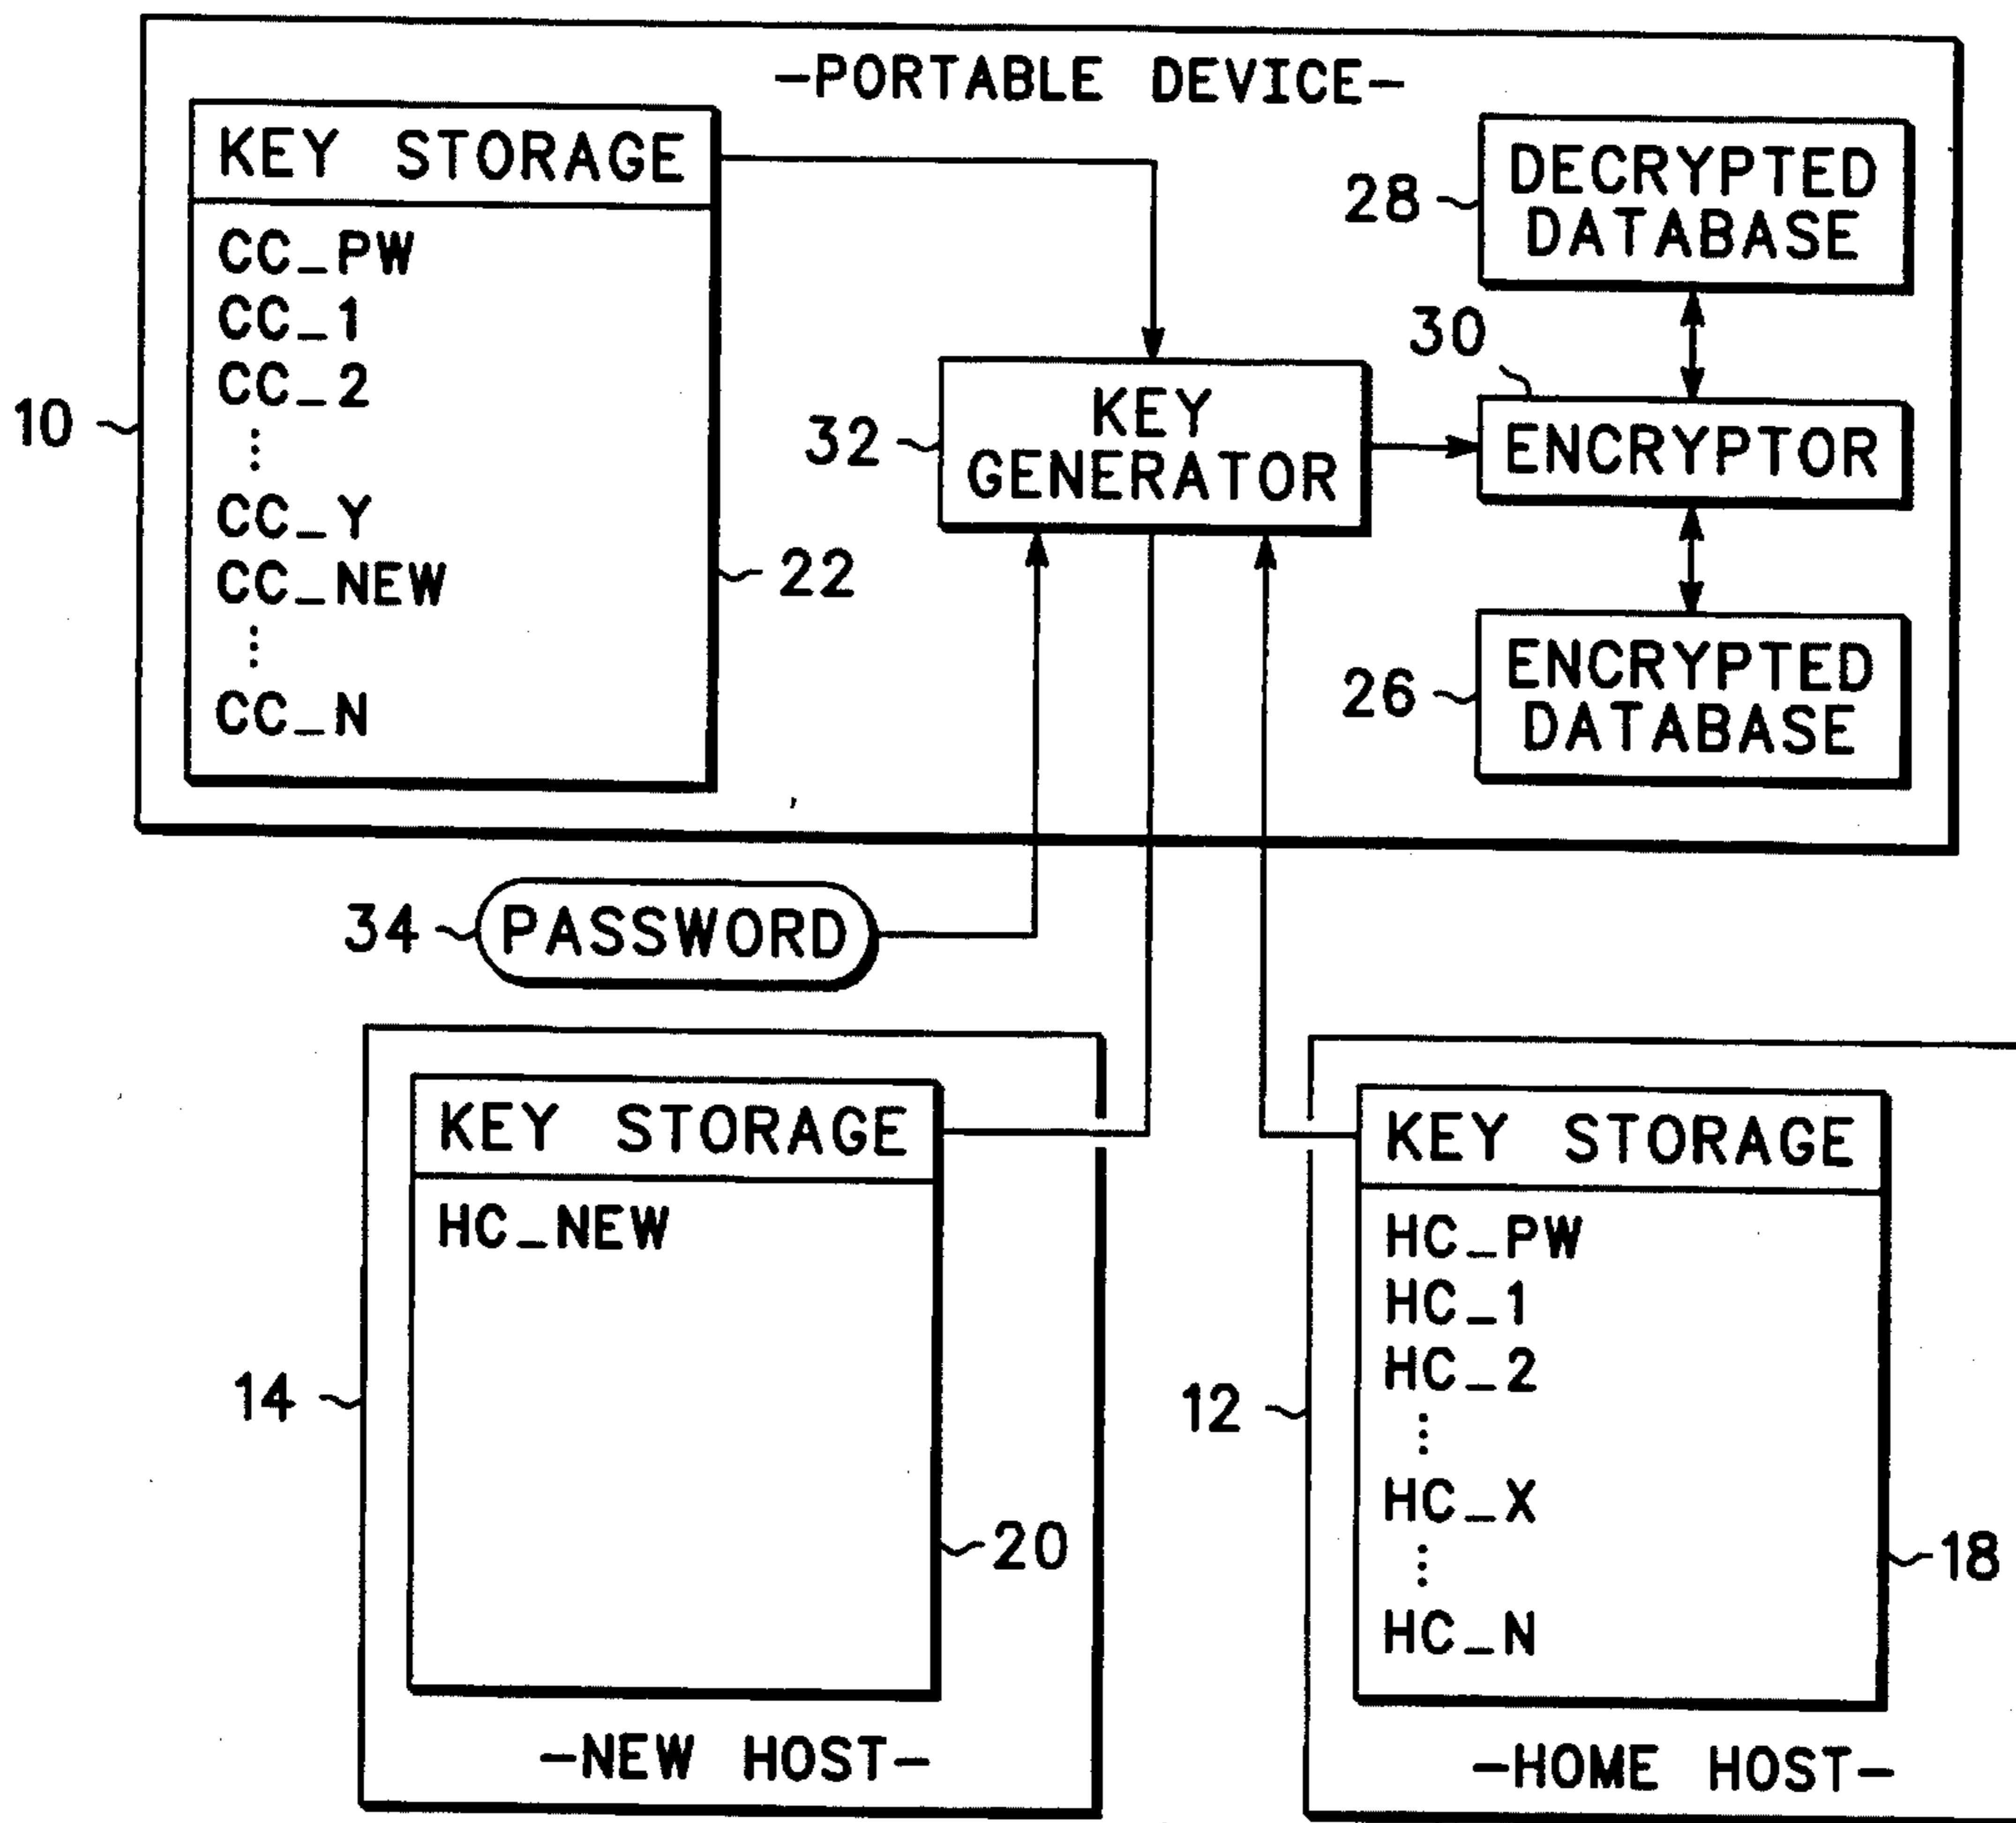 -PORTABLE DEVICE-
KEY STORAGE
CC_PW
CC_1
CC_2
⋮
CC_Y
CC_NEW
⋮
CC_N
10
22
32
KEY
GENERATOR
28
DECRYPTED
DATABASE
30
ENCRYPTOR
26
ENCRYPTED
DATABASE
34
PASSWORD
14
KEY STORAGE
HC_NEW
20
-NEW HOST-
12
KEY STORAGE
HC_PW
HC_1
HC_2
⋮
HC_X
⋮
HC_N
18
-HOME HOST-